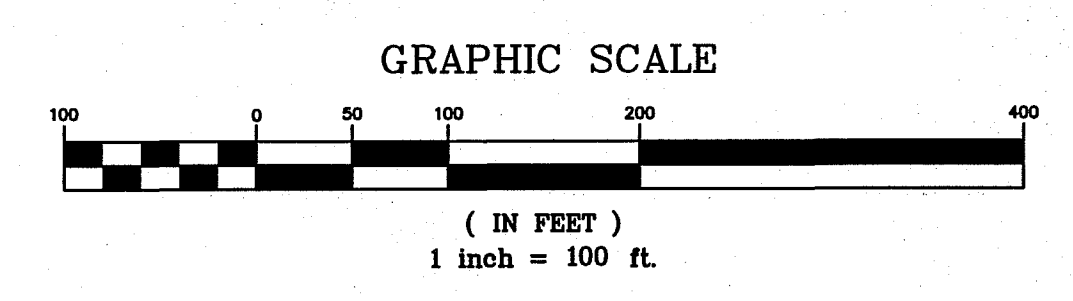 GRAPHIC SCALE
100 0 50 100 200 400
( IN FEET )
1 inch = 100 ft.